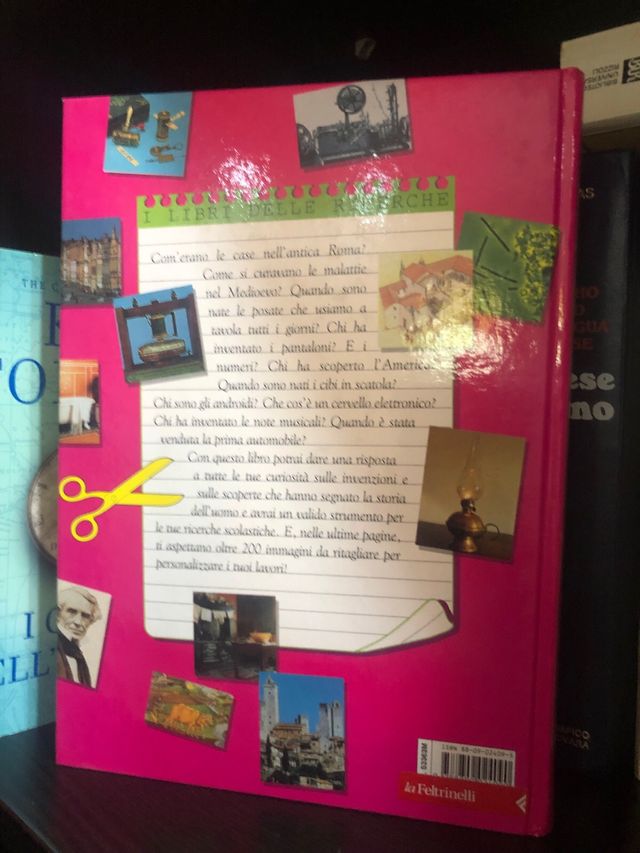 I LIBRI DELLE RICERCHE
Com'erano le case nell'antica Roma?
Come si curavano le malattie
nel Medioevo? Quando sono
nate le posate che usiamo a
tavola tutti i giorni? Chi ha
inventato i pantaloni? E i
numeri? Chi ha scoperto l'America?
Quando sono nati i cibi in scatola?
Chi sono gli androidi? Che cos'è un cervello elettronico?
Chi ha inventato le note musicali? Quando è stata
venduta la prima automobile?
Con questo libro potrai dare una risposta
a tutte le tue curiosità sulle invenzioni e
sulle scoperte che hanno segnato la storia
dell'uomo e avrai un valido strumento per
le tue ricerche scolastiche. E, nelle ultime pagine,
ti aspettano oltre 200 immagini da ritagliare per
personalizzare i tuoi lavori!
53363M
la Feltrinelli
THE
UNIVERSALE
RIZZOLI